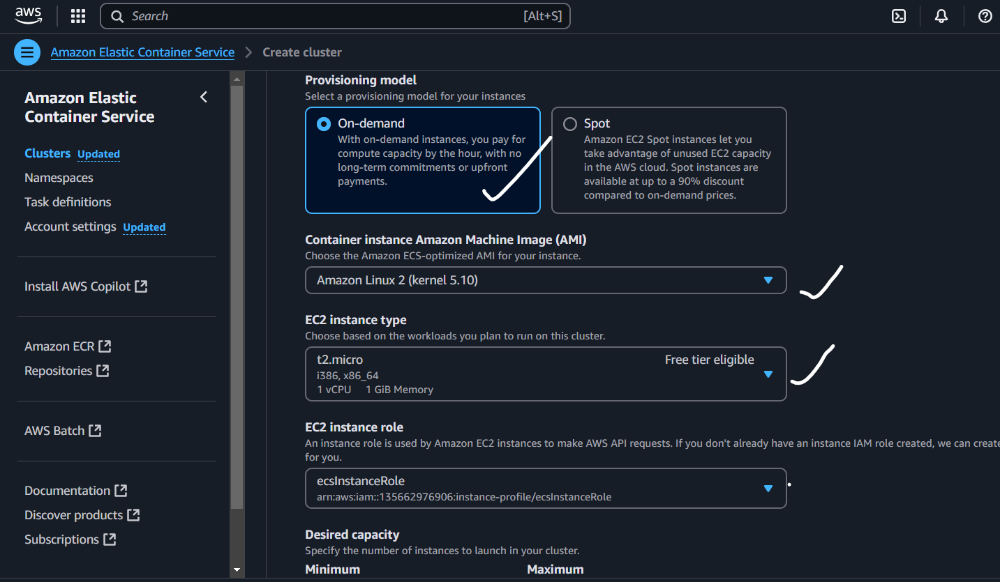 aws
Search [Alt+S]
Amazon Elastic Container Service > Create cluster
Amazon Elastic
Container Service
Clusters Updated
Namespaces
Task definitions
Account settings Updated
Install AWS Copilot
Amazon ECR
Repositories
AWS Batch
Documentation
Discover products
Subscriptions
Provisioning model
Select a provisioning model for your instances
On-demand
With on-demand instances, you pay for
compute capacity by the hour, with no
long-term commitments or upfront
payments.
Spot
Amazon EC2 Spot instances let you
take advantage of unused EC2 capacity
in the AWS cloud. Spot instances are
available at up to a 90% discount
compared to on-demand prices.
Container instance Amazon Machine Image (AMI)
Choose the Amazon ECS-optimized AMI for your instance.
Amazon Linux 2 (kernel 5.10)
EC2 instance type
Choose based on the workloads you plan to run on this cluster.
t2.micro Free tier eligible
i386, x86_64
1 vCPU 1 GiB Memory
EC2 instance role
An instance role is used by Amazon EC2 instances to make AWS API requests. If you don't already have an instance IAM role created, we can create
for you.
ecsInstanceRole
arn:aws:iam::135662976906:instance-profile/ecsInstanceRole
Desired capacity
Specify the number of instances to launch in your cluster.
Minimum Maximum